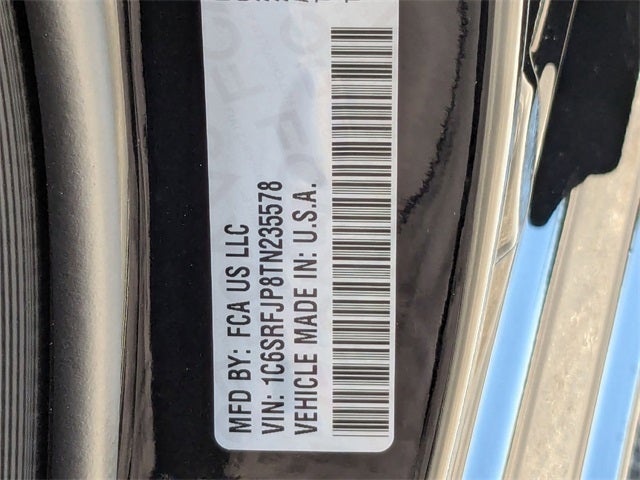 MFD BY: FCA US LLC
VIN: 1C6SRFJP8TN235578
VEHICLE MADE IN: U.S.A.